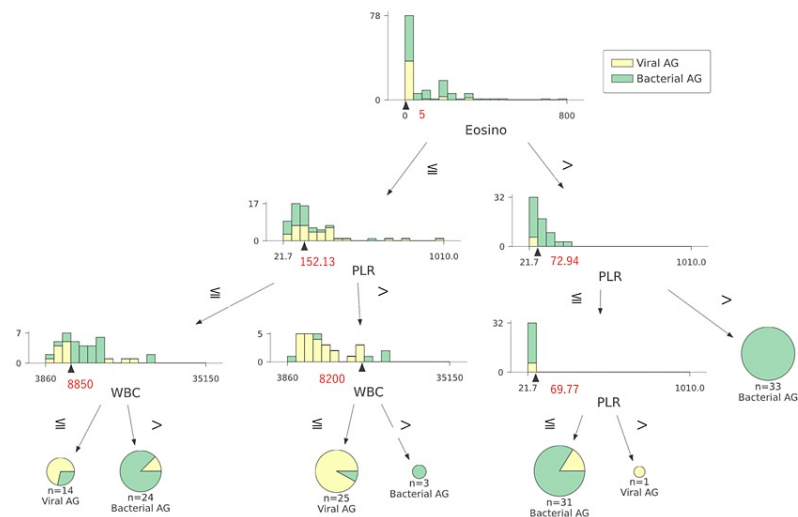 78
0
0
5
800
Eosino
Viral AG
Bacterial AG
≦
>
17
0
21.7
152.13
1010.0
PLR
32
0
21.7
72.94
1010.0
PLR
≦
>
≦
>
7
0
3860
8850
35150
WBC
5
0
3860
8200
35150
WBC
32
0
21.7
69.77
1010.0
PLR
n=33
Bacterial AG
≦
>
≦
>
≦
>
n=14
Viral AG
n=24
Bacterial AG
n=25
Viral AG
n=3
Bacterial AG
n=31
Bacterial AG
n=1
Viral AG